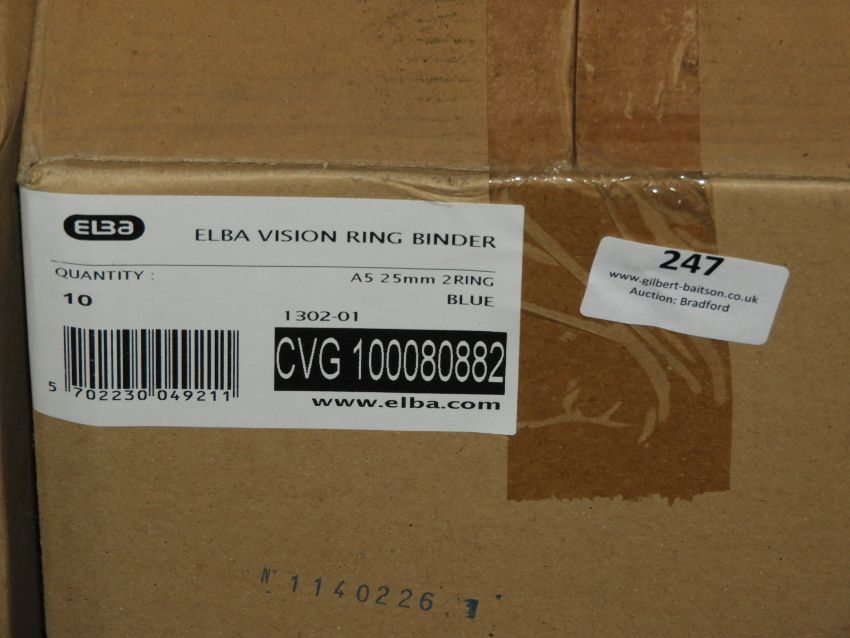 ELBA
ELBA VISION RING BINDER
QUANTITY :
A5 25mm 2RING
10
BLUE
1302-01
CVG 100080882
5 702230 049211
www.elba.com
247
www.gilbert-baitson.co.uk
Auction: Bradford
N 1140226